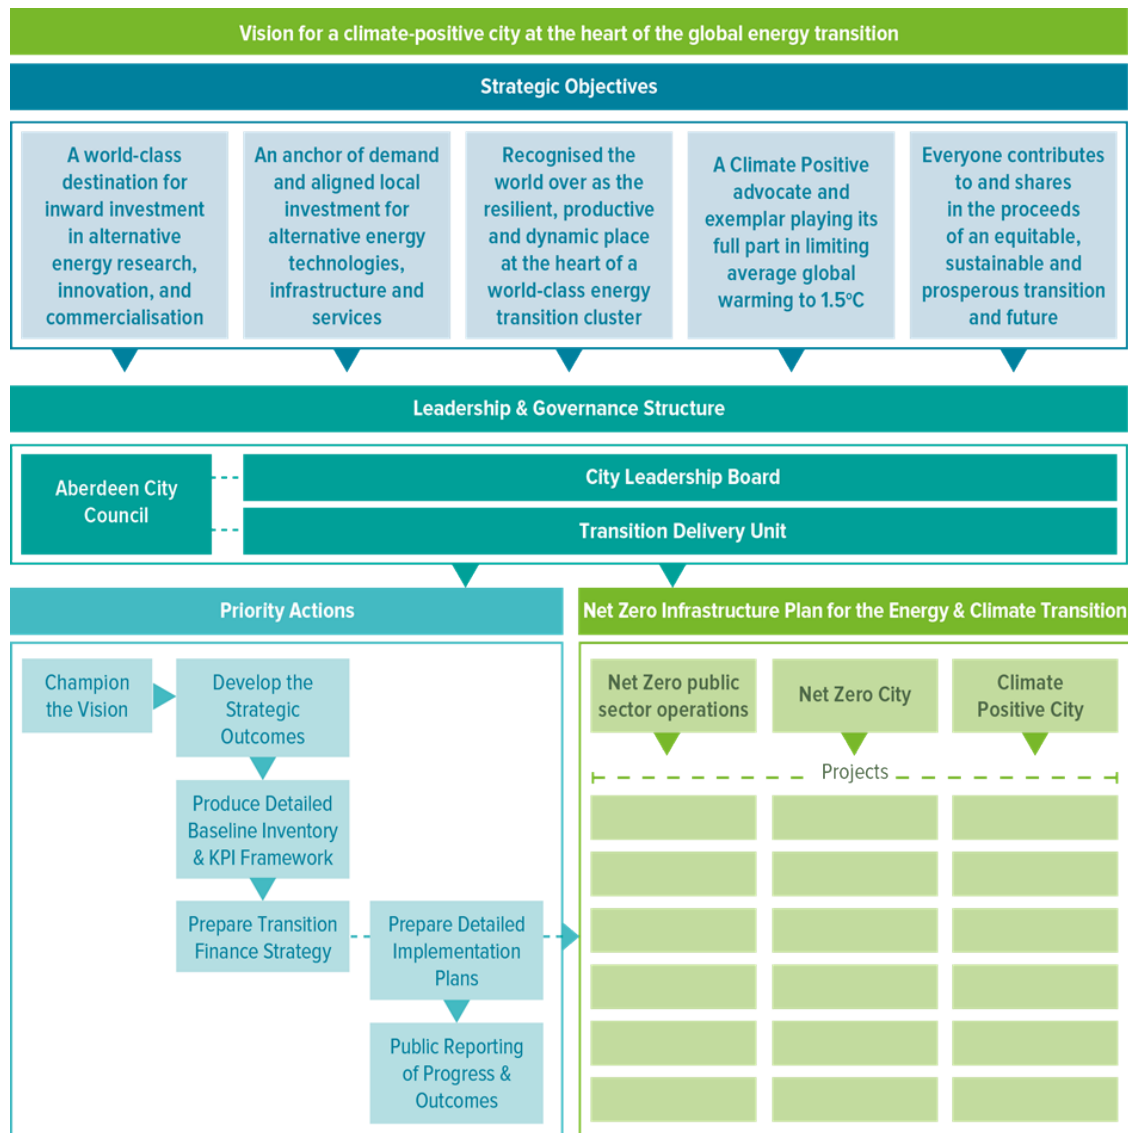 Vision for a climate-positive city at the heart of the global energy transition
Strategic Objectives
A world-class
destination for
inward investment
in alternative
energy research,
innovation, and
commercialisation
An anchor of demand
and aligned local
investment for
alternative energy
technologies,
infrastructure and
services
Recognised the
world over as the
resilient, productive
and dynamic place
at the heart of a
world-class energy
transition cluster
A Climate Positive
advocate and
exemplar playing its
full part in limiting
average global
warming to 1.5ºC
Everyone contributes
to and shares
in the proceeds
of an equitable,
sustainable and
prosperous transition
and future
Leadership & Governance Structure
Aberdeen City
Council
City Leadership Board
Transition Delivery Unit
Priority Actions
Champion
the Vision
Develop the
Strategic
Outcomes
Produce Detailed
Baseline Inventory
& KPI Framework
Prepare Transition
Finance Strategy
Prepare Detailed
Implementation
Plans
Public Reporting
of Progress &
Outcomes
Net Zero Infrastructure Plan for the Energy & Climate Transition
Net Zero public
sector operations
Net Zero City
Climate
Positive City
Projects